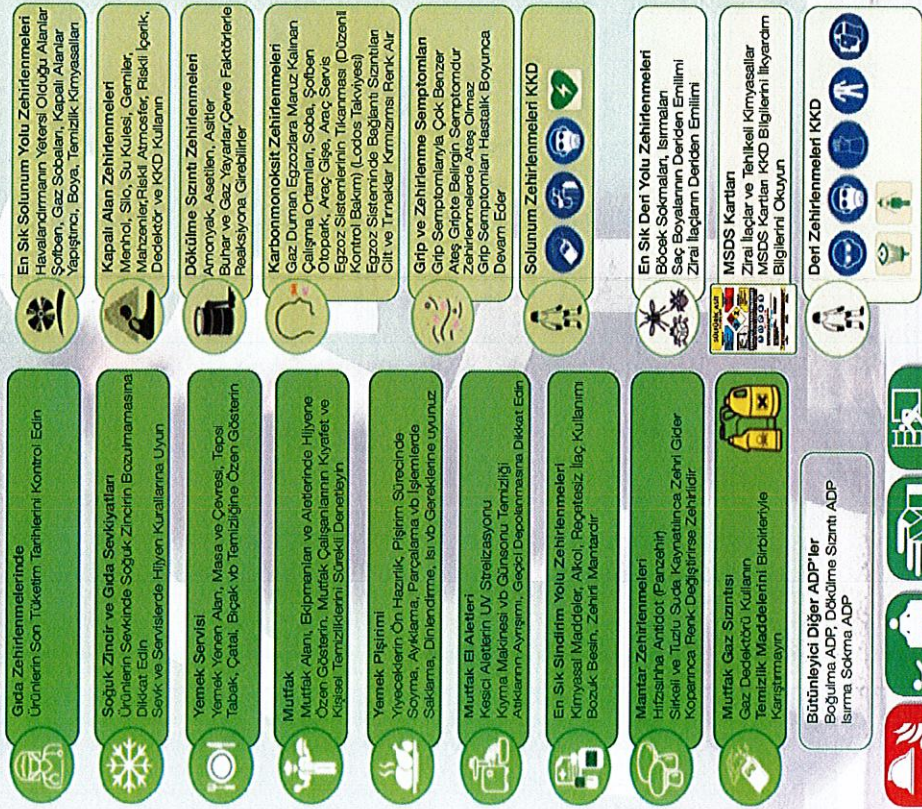 Gıda Zehirlenmelerinde
Ürünlerin Son Tüketim Tarihlerini Kontrol Edin
Soğuk Zincir ve Gıda Sevkiyatları
Ürünlerin Sevkinde Soğuk Zincirin Bozulmamasına
Dikkat Edin
Sevk ve Servislerde Hijyen Kurallarına Uyun
Yemek Servisi
Yemek Yenen Alan, Masa ve Çevresi, Tepsi
Tabak, Çatal, Bıçak vb Temizliğine Özen Gösterin
Mutfak
Mutfak Alanı, Ekipmanları ve Aletlerinde Hijyene
Özen Gösterin. Mutfak Çalışanlarının Kıyafet ve
Kişisel Temizliklerini Sürekli Denetleyin
Yemek Pişirimi
Yiyeceklerin Ön Hazırlık, Pişirim Sürecinde
Soyma, Ayıklama, Parçalama vb İşlemlerde
Saklama, Dinlendirme, Isı vb Gereklerine uyunuz
Mutfak El Aletleri
Kesici Aletlerin UV Streilizasyonu
Kıyma Makinesi vb Günsonu Temizliği
Atıklarını Ayrışımı, Geçici Depolanmasına Dikkat Edin
En Sık Sindirim Yolu Zehirlenmeleri
Kimyasal Maddeler, Alkol, Reçetesiz İlaç Kullanımı
Bozuk Besin, Zehirli Mantardır
Mantar Zehirlenmeleri
Hıfzısıhha Antidot (Panzehir)
Sirkeli ve Tuzlu Suda Kaynatılınca Zehri Gider
Koparınca Renk Değiştirirse Zehirlidir
Mutfak Gaz Sızıntısı
Gaz Dedektörü Kullanın
Temizlik Maddelerini Birbirleriyle
Karıştırmayın
Bütünleyici Diğer ADP'ler
Boğulma ADP, Dökülme Sızıntı ADP
Isırma Sokma ADP
En Sık Solunum Yolu Zehirlenmeleri
Havalandırmanın Yetersi Olduğu Alanlar
Şofben, Gaz Sobaları, Kapalı Alanlar
Yapıştırıcı, Boya, Temizlik Kimyasalları
Kapalı Alan Zehirlenmeleri
Menhol, Silo, Su Kulesi, Gemiler,
Mahzenler,Riskli Atmosfer, Riskli İçerik,
Dedektör ve KKD Kullanın
Dökülme Sızıntı Zehirlenmeleri
Amonyak, Asetilen, Asitler
Buhar ve Gaz Yayarlar,Çevre Faktörlerle
Reaksiyona Girebilirler
Karbonmonoksit Zehirlenmeleri
Gaz Duman Egzozlara Maruz Kalınan
Çalışma Ortamları, Soba, Şofben
Otopark, Araç Gişe, Araç Servis
Egzoz Sistemlerinin Tıkanması (Düzenli
Kontrol Bakım) (Lodos Takviyesi)
Egzoz Sisteminde Bağlantı Sızıntıları
Cilt ve Tırnaklar Kırmızımsı Renk Alır
Grip ve Zehirlenme Semptomları
Grip Semptomlarıyla Çok Benzer
Ateş Gripte Belirgin Semptomdur
Zehirlenmelerde Ateş Olmaz
Grip Semptomları Hastalık Boyunca
Devam Eder
Solunum Zehirlenmeleri KKD
En Sık Deri Yolu Zehirlenmeleri
Böcek Sokmaları, Isırmaları
Saç Boyalarının Deriden Emilimi
Zirai İlaçların Deriden Emilimi
MSDS Kartları
Zirai İlaçlar ve Tehlikeli Kimyasallar
MSDS Kartları KKD Bilgilerini İlkyardım
Bilgilerini Okuyun
SÜLFÜRİK ASİT
Deri Zehirlenmeleri KKD